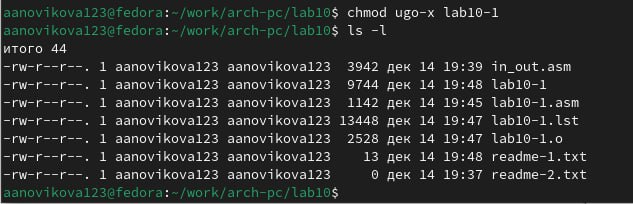 aanovikova123@fedora:~/work/arch-pc/lab10$ chmod ugo-x lab10-1
aanovikova123@fedora:~/work/arch-pc/lab10$ ls -l
итого 44
-rw-r--r--. 1 aanovikova123 aanovikova123  3942 дек 14 19:39 in_out.asm
-rw-r--r--. 1 aanovikova123 aanovikova123  9744 дек 14 19:48 lab10-1
-rw-r--r--. 1 aanovikova123 aanovikova123  1142 дек 14 19:45 lab10-1.asm
-rw-r--r--. 1 aanovikova123 aanovikova123 13448 дек 14 19:47 lab10-1.lst
-rw-r--r--. 1 aanovikova123 aanovikova123  2528 дек 14 19:47 lab10-1.o
-rw-r--r--. 1 aanovikova123 aanovikova123    13 дек 14 19:48 readme-1.txt
-rw-r--r--. 1 aanovikova123 aanovikova123     0 дек 14 19:37 readme-2.txt
aanovikova123@fedora:~/work/arch-pc/lab10$